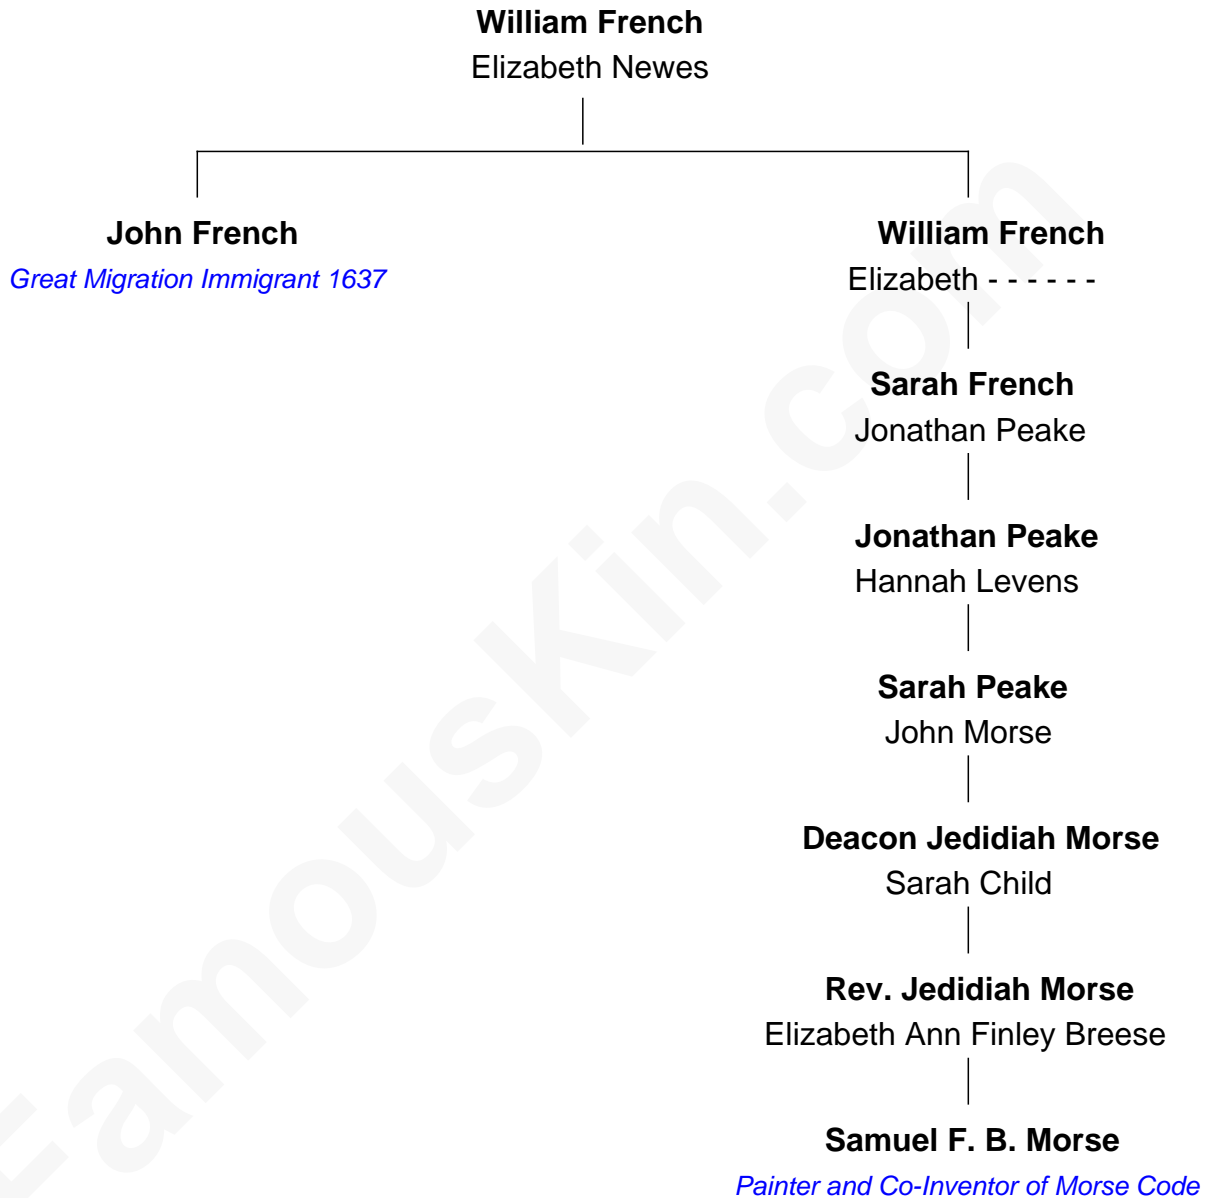 William French
Elizabeth Newes
John French
Great Migration Immigrant 1637
William French
Elizabeth - - - - - -
Sarah French
Jonathan Peake
Jonathan Peake
Hannah Levens
Sarah Peake
John Morse
Deacon Jedidiah Morse
Sarah Child
Rev. Jedidiah Morse
Elizabeth Ann Finley Breese
Samuel F. B. Morse
Painter and Co-Inventor of Morse Code
FamousKin.com